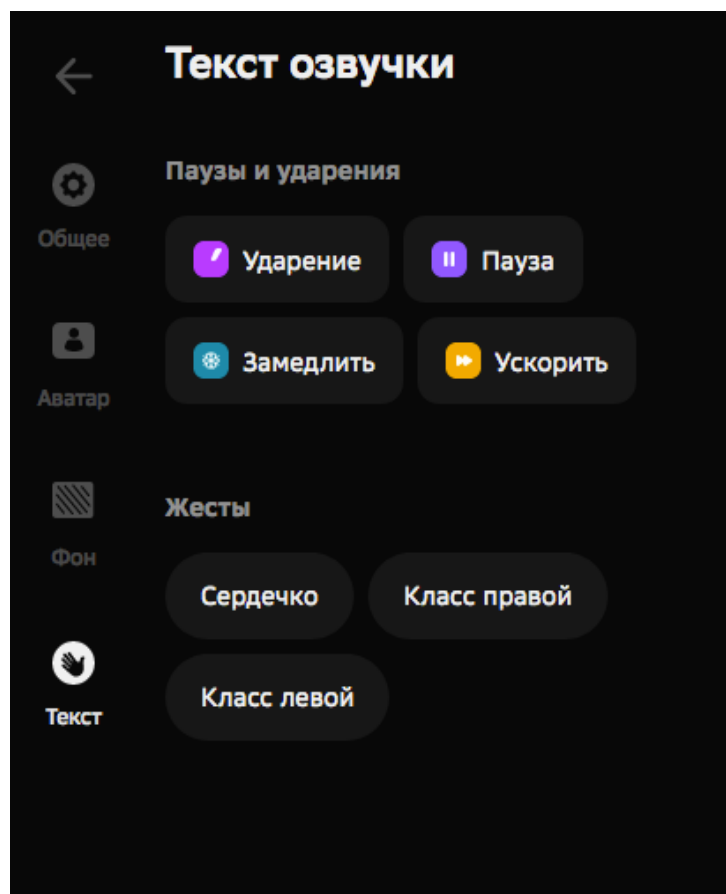 Текст озвучки
Общее
Аватар
Фон
Текст
Паузы и ударения
Ударение
Пауза
Замедлить
Ускорить
Жесты
Сердечко
Класс правой
Класс левой